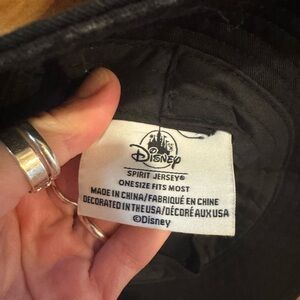 Disney
SPIRIT JERSEY®
ONE SIZE FITS MOST
MADE IN CHINA/FABRIQUÉ EN CHINE
DECORATED IN THE USA/DÉCORÉ AUX USA
©Disney